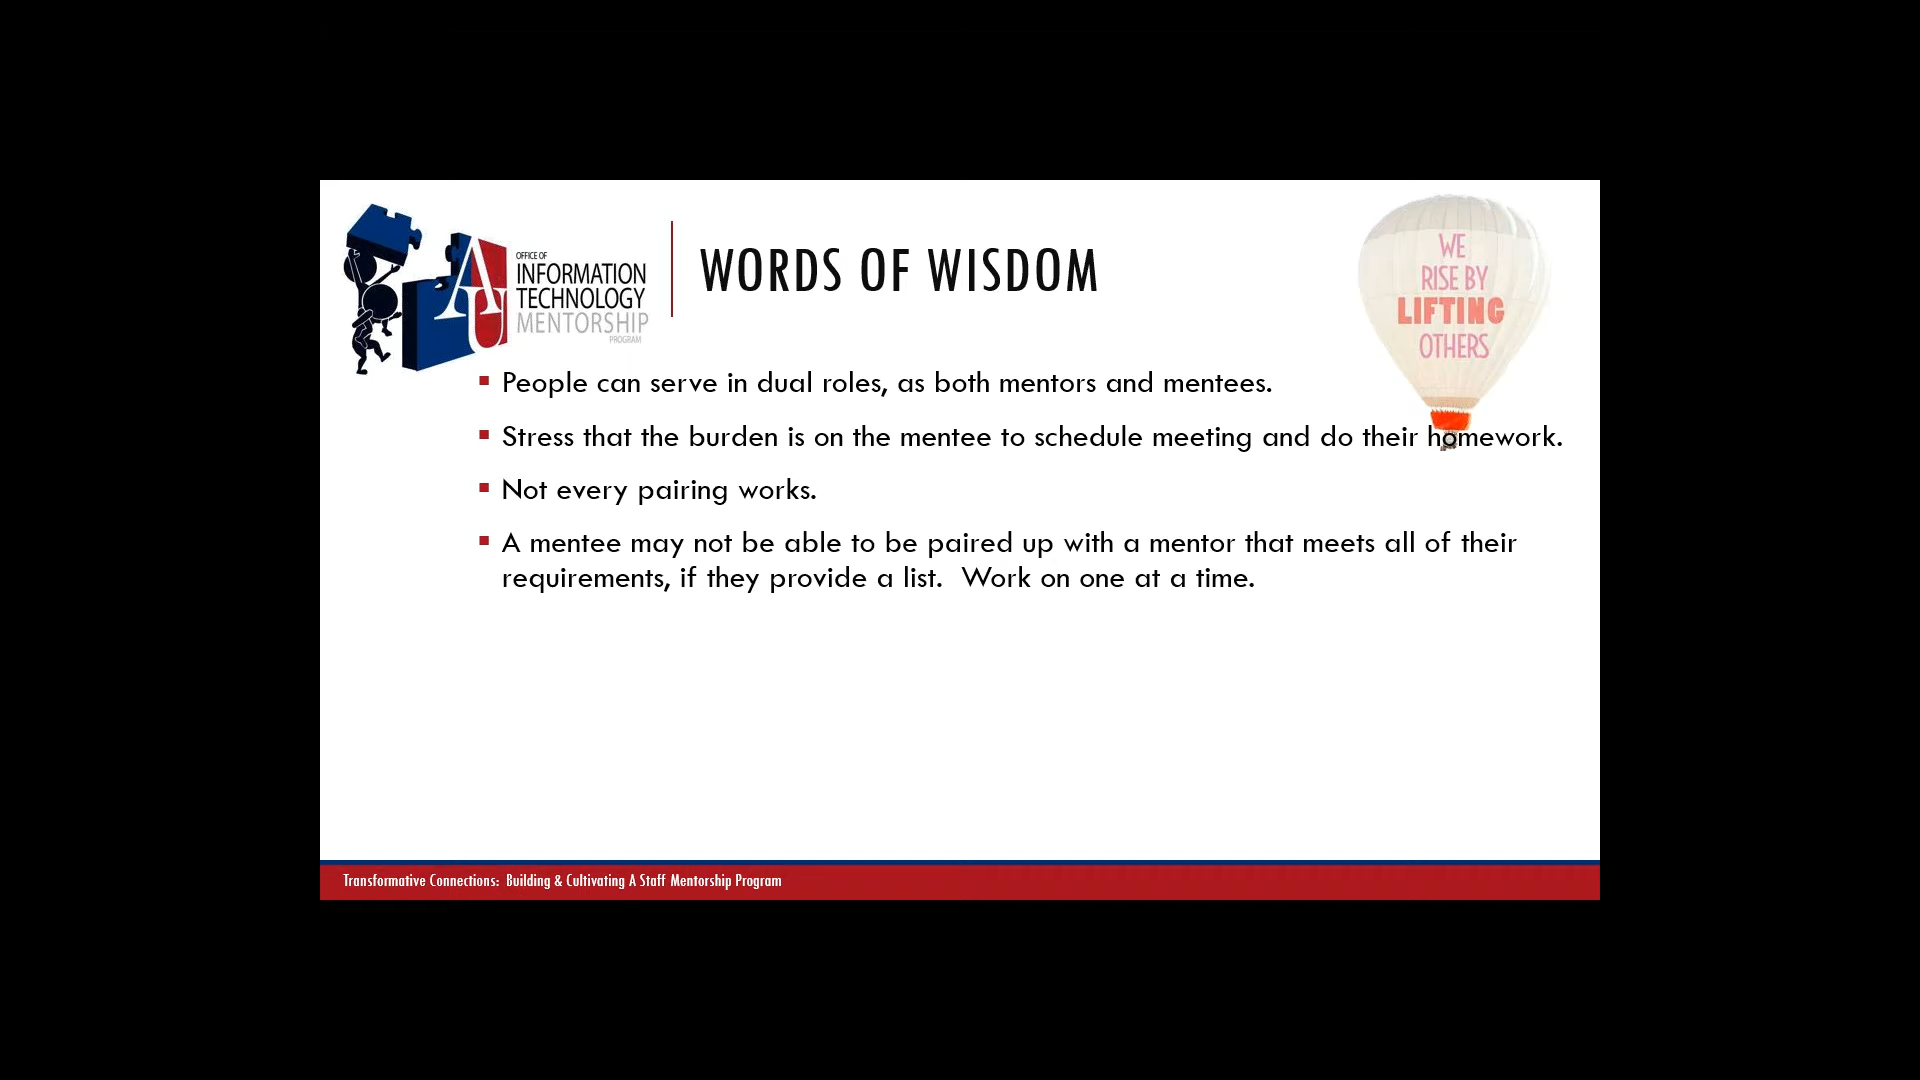 AU
OFFICE OF
INFORMATION
TECHNOLOGY
MENTORSHIP
PROGRAM
WORDS OF WISDOM
WE
RISE BY
LIFTING
OTHERS
▪ People can serve in dual roles, as both mentors and mentees.
▪ Stress that the burden is on the mentee to schedule meeting and do their homework.
▪ Not every pairing works.
▪ A mentee may not be able to be paired up with a mentor that meets all of their
requirements, if they provide a list.  Work on one at a time.
Transformative Connections:  Building & Cultivating A Staff Mentorship Program